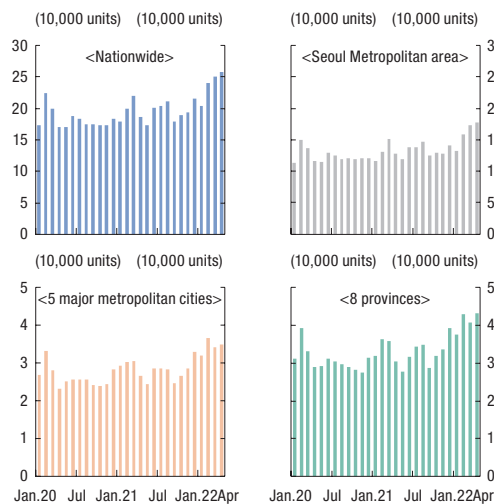 (10,000 units) (10,000 units) (10,000 units) (10,000 units)
30 3
<Nationwide> <Seoul Metropolitan area>
25 2
20 2
15 1
10 1
5 5
0 0
(10,000 units) (10,000 units) (10,000 units) (10,000 units)
5 5
<5 major metropolitan cities> <8 provinces>
4 4
3 3
2 2
1 1
0 0
Jan.20 Jul Jan.21 Jul Jan.22Apr Jan.20 Jul Jan.21 Jul Jan.22Apr